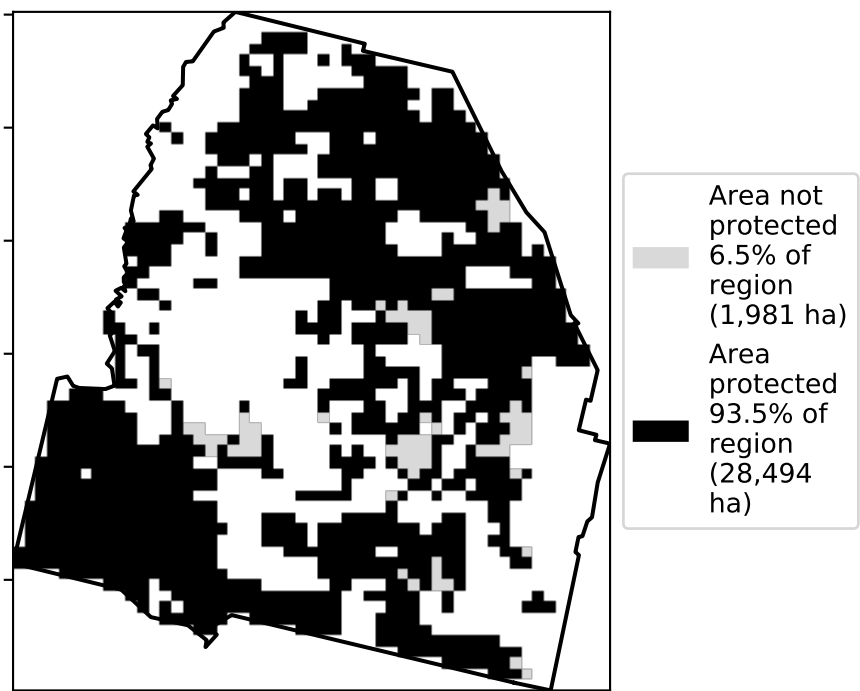 Area not
protected
6.5% of
region
(1,981 ha)
Area
protected
93.5% of
region
(28,494
ha)